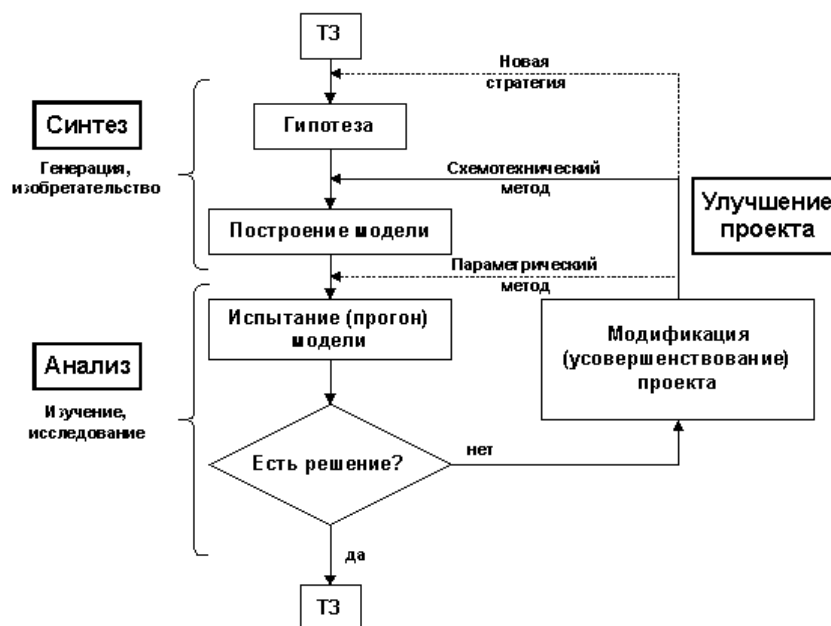 ТЗ
Новая
стратегия
Синтез
Генерация,
изобретательство
Гипотеза
Схемотехнический
метод
Улучшение
проекта
Построение модели
Параметрический
метод
Испытание (прогон)
модели
Модификация
(усовершенствование)
проекта
Анализ
Изучение,
исследование
Есть решение?
нет
да
ТЗ